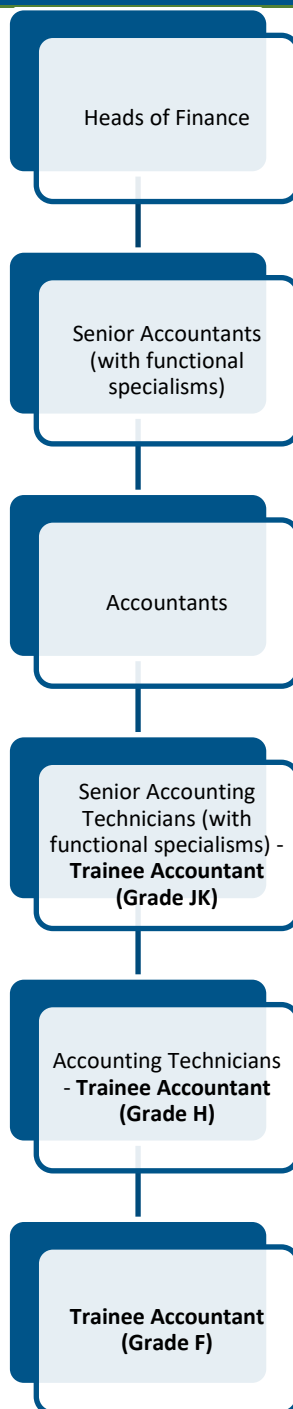 Heads of Finance
Senior Accountants
(with functional
specialisms)
Accountants
Senior Accounting
Technicians (with
functional specialisms) -
Trainee Accountant
(Grade JK)
Accounting Technicians
- Trainee Accountant
(Grade H)
Trainee Accountant
(Grade F)